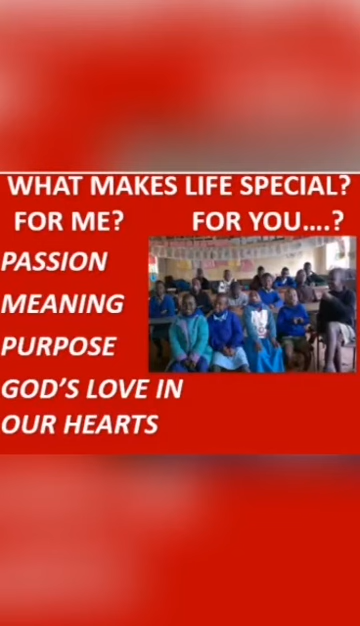 WHAT MAKES LIFE SPECIAL?
FOR ME? FOR YOU....?
PASSION
MEANING
PURPOSE
GOD'S LOVE IN
OUR HEARTS